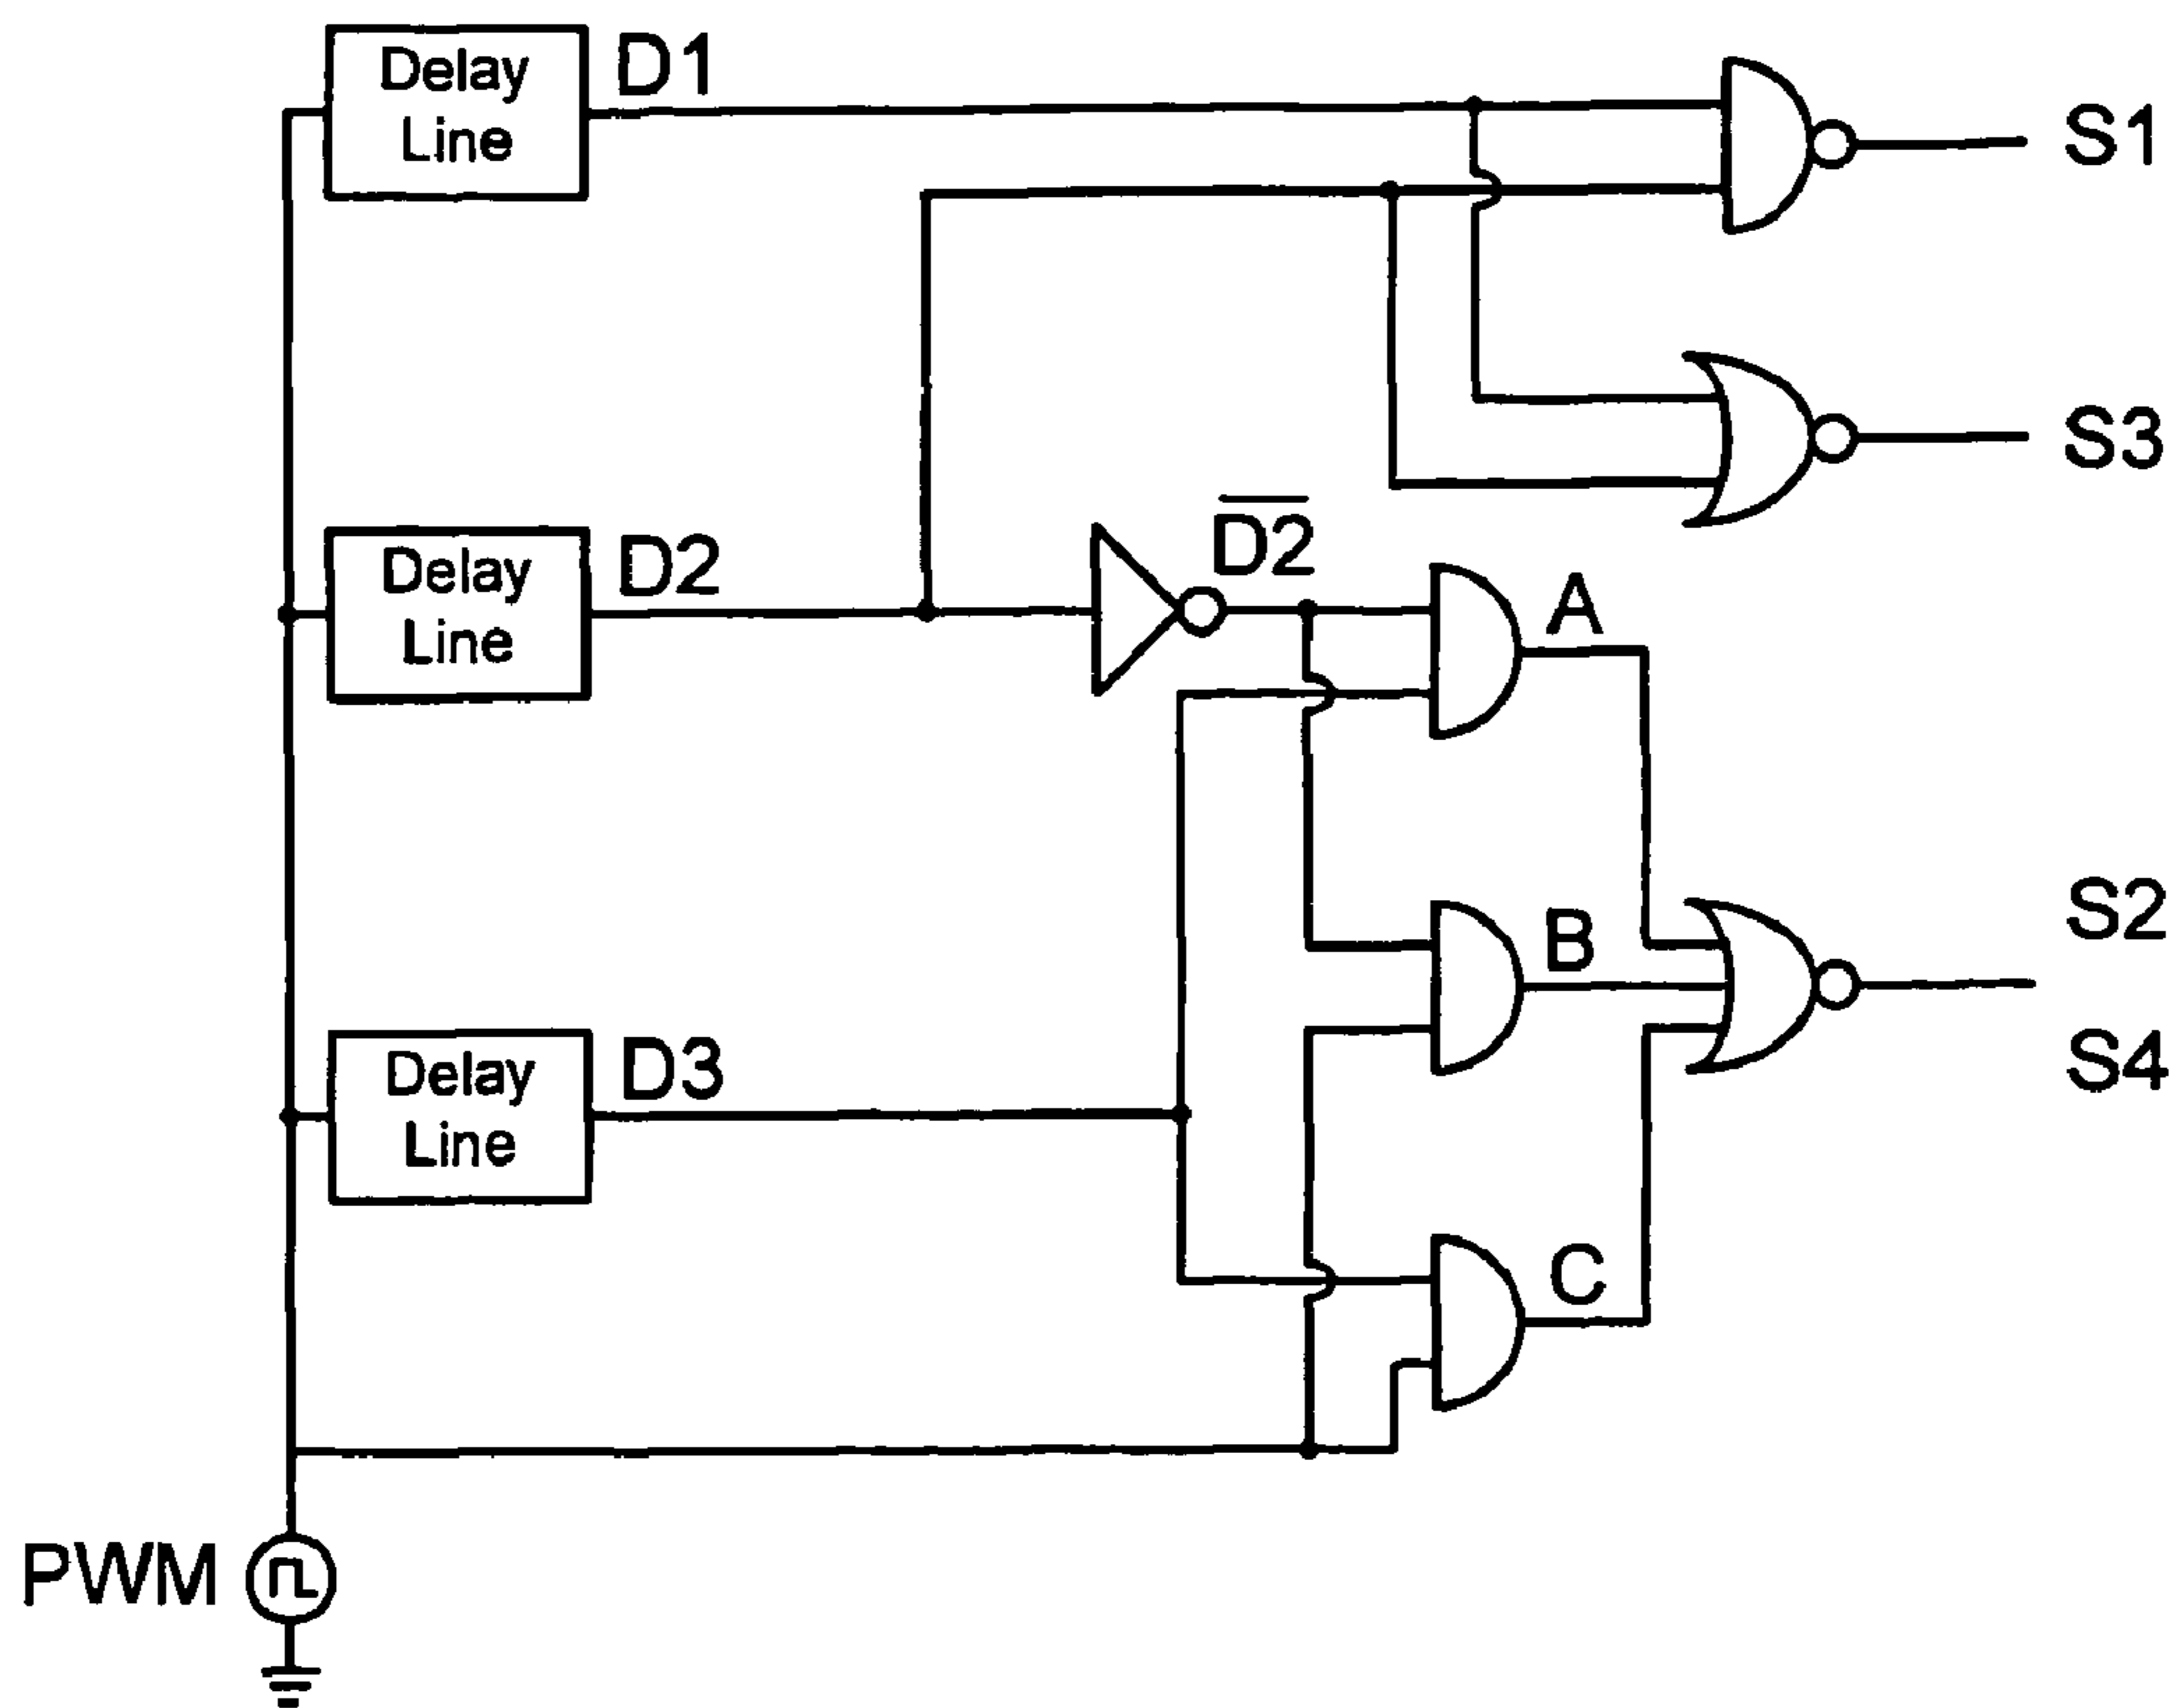 Delay
Line
D1
S1
S3
Delay
Line
D2
D2
A
B
S2
S4
Delay
Line
D3
C
PWM